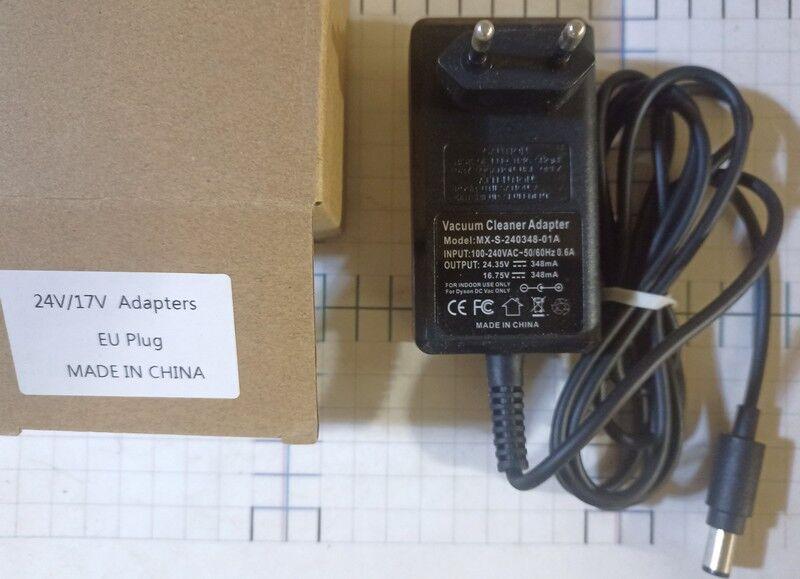 24V/17V Adapters
EU Plug
MADE IN CHINA
CAUTION
Vacuum Cleaner Adapter
Model:MX-S-240348-01A
INPUT:100-240VAC~50/60Hz 0.6A
OUTPUT: 24.35V ⎓ 348mA
16.75V ⎓ 348mA
FOR INDOOR USE ONLY
For Dyson DC Vac ONLY
CE FC
MADE IN CHINA